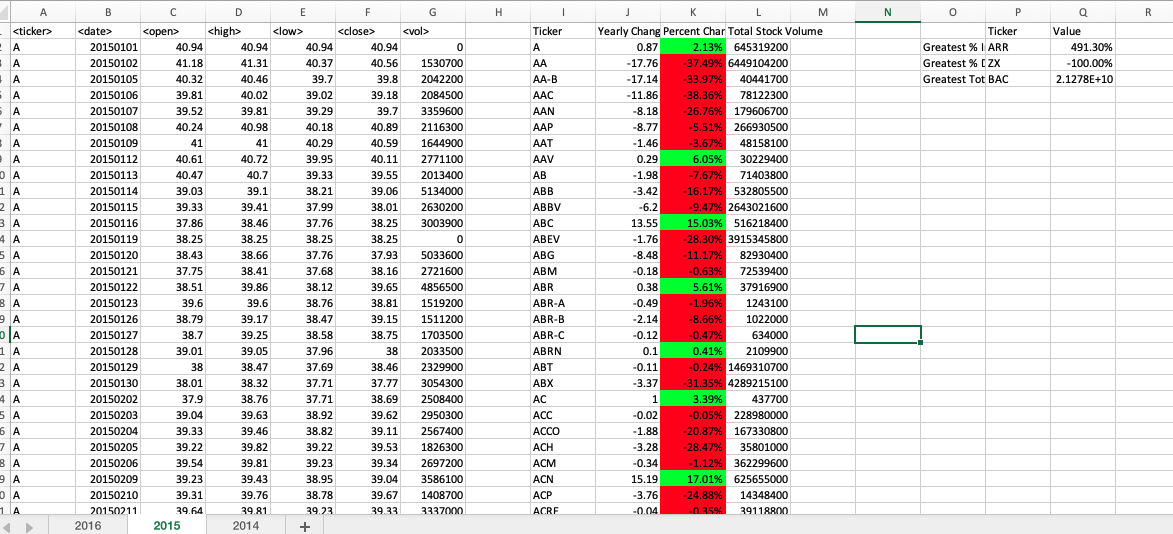 A B C D E F G H I J K L M N O P Q R
<ticker> <date> <open> <high> <low> <close> <vol> Ticker Yearly Chang Percent Char Total Stock Volume Ticker Value
2 A 20150101 40.94 40.94 40.94 40.94 0 A 0.87 2.13% 645319200 Greatest % I ARR 491.30%
3 A 20150102 41.18 41.31 40.37 40.56 1530700 AA -17.76 -37.49% 6449104200 Greatest % D ZX -100.00%
A 20150105 40.32 40.46 39.7 39.8 2042200 AA-B -17.14 -33.97% 40441700 Greatest Tot BAC 2.1278E+10
A 20150106 39.81 40.02 39.02 39.18 2084500 AAC -11.86 -38.36% 78122300
A 20150107 39.52 39.81 39.29 39.7 3359600 AAN -8.18 -26.76% 179606700
A 20150108 40.24 40.98 40.18 40.89 2116300 AAP -8.77 -5.51% 266930500
A 20150109 41 41 40.29 40.59 1644900 AAT -1.46 -3.67% 48158100
A 20150112 40.61 40.72 39.95 40.11 2771100 AAV 0.29 6.05% 30229400
0 A 20150113 40.47 40.7 39.33 39.55 2013400 AB -1.98 -7.67% 71403800
1 A 20150114 39.03 39.1 38.21 39.06 5134000 ABB -3.42 -16.17% 532805500
2 A 20150115 39.33 39.41 37.99 38.01 2630200 ABBV -6.2 -9.47% 2643021600
3 A 20150116 37.86 38.46 37.76 38.25 3003900 ABC 13.55 15.03% 516218400
4 A 20150119 38.25 38.25 38.25 38.25 0 ABEV -1.76 -28.30% 3915345800
5 A 20150120 38.43 38.66 37.76 37.93 5033600 ABG -8.48 -11.17% 82930400
6 A 20150121 37.75 38.41 37.68 38.16 2721600 ABM -0.18 -0.63% 72539400
7 A 20150122 38.51 39.86 38.12 39.65 4856500 ABR 0.38 5.61% 37916900
8 A 20150123 39.6 39.6 38.76 38.81 1519200 ABR-A -0.49 -1.96% 1243100
9 A 20150126 38.79 39.17 38.47 39.15 1511200 ABR-B -2.14 -8.66% 1022000
0 A 20150127 38.7 39.25 38.58 38.75 1703500 ABR-C -0.12 -0.47% 634000
1 A 20150128 39.01 39.05 37.96 38 2033500 ABRN 0.1 0.41% 2109900
2 A 20150129 38 38.47 37.69 38.46 2329900 ABT -0.11 -0.24% 1469310700
3 A 20150130 38.01 38.32 37.71 37.77 3054300 ABX -3.37 -31.35% 4289215100
4 A 20150202 37.9 38.76 37.71 38.69 2508400 AC 1 3.39% 437700
5 A 20150203 39.04 39.63 38.92 39.62 2950300 ACC -0.02 -0.05% 228980000
6 A 20150204 39.33 39.46 38.82 39.11 2567400 ACCO -1.88 -20.87% 167330800
7 A 20150205 39.22 39.82 39.22 39.53 1826300 ACH -3.28 -28.47% 35801000
8 A 20150206 39.54 39.81 39.23 39.34 2697200 ACM -0.34 -1.12% 362299600
9 A 20150209 39.23 39.43 38.95 39.04 3586100 ACN 15.19 17.01% 625655000
0 A 20150210 39.31 39.76 38.78 39.67 1408700 ACP -3.76 -24.88% 14348400
1 A 20150211 39.64 39.81 39.23 39.33 3337000 ACRE -0.04 -0.35% 39118800
2016 2015 2014 +